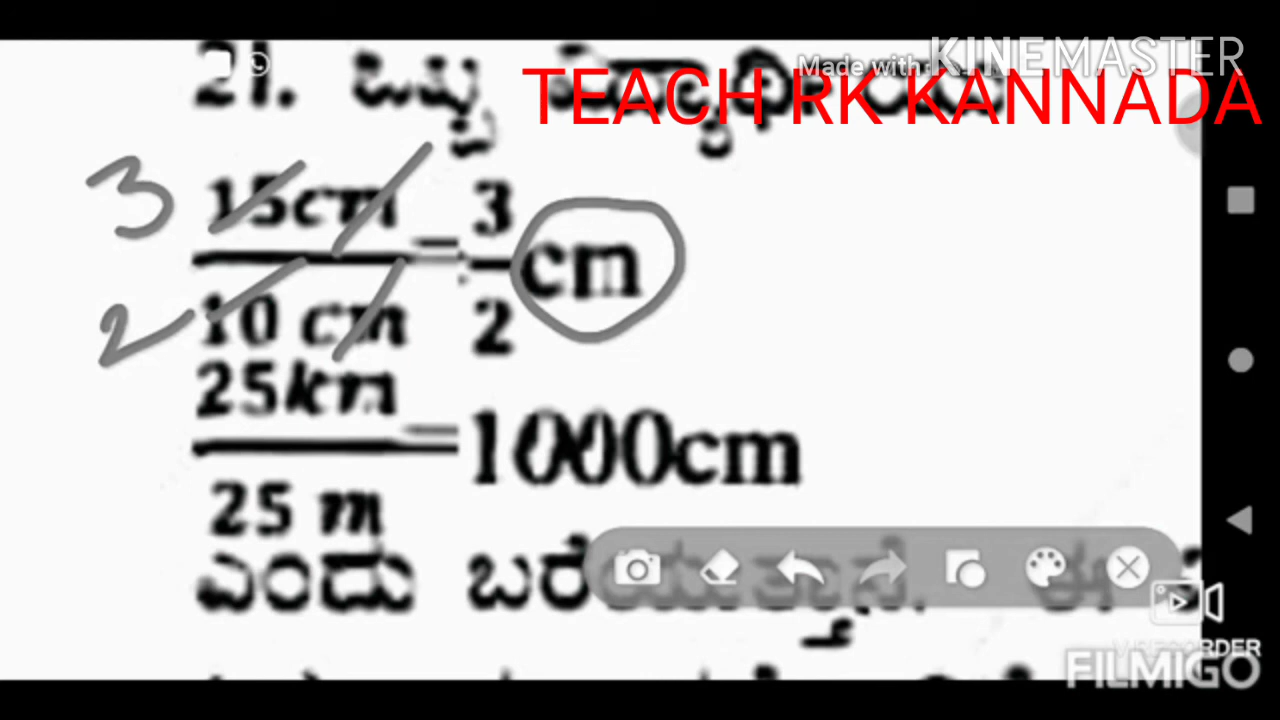 21. ಒಬ್ಬ
Made with KINEMASTER
TEACH RK KANNADA
3 15cm = 3 cm
2 10 cm 2
25km = 1000cm
25 m
ಎಂದು ಬರೆಯುತ್ತಾನೆ. ಈ
V RECORDER
FILMIGO